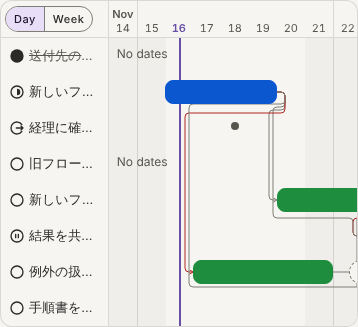 Day Week
Nov
14 15 16 17 18 19 20 21 22
送付先の...
No dates
新しいフ...
経理に確...
旧フロー...
No dates
新しいフ...
結果を共...
例外の扱...
手順書を...